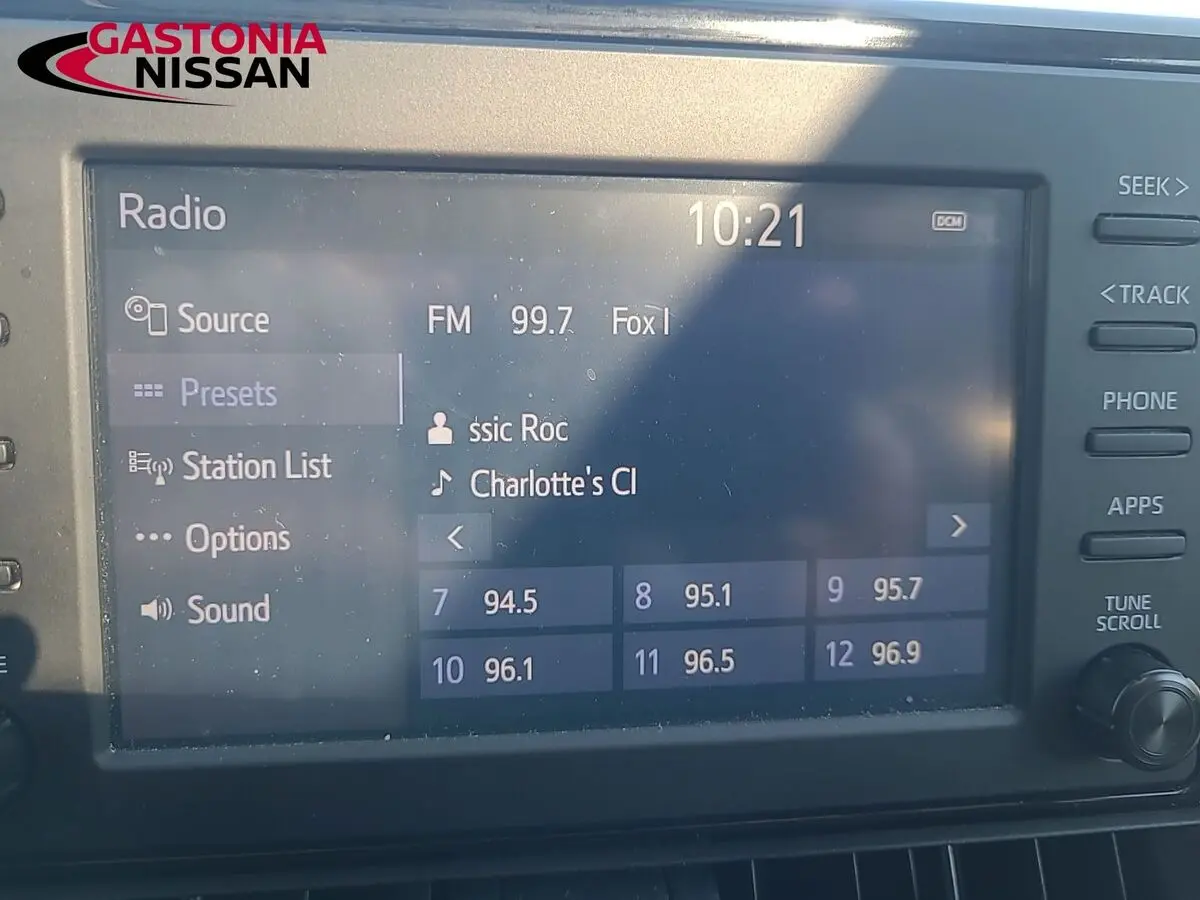 GASTONIA
NISSAN
Radio
10:21
DCM
SEEK >
< TRACK
PHONE
APPS
TUNE
SCROLL
Source
Presets
Station List
Options
Sound
FM 99.7 Fox I
ssic Roc
Charlotte's Cl
< >
7 94.5
8 95.1
9 95.7
10 96.1
11 96.5
12 96.9
E